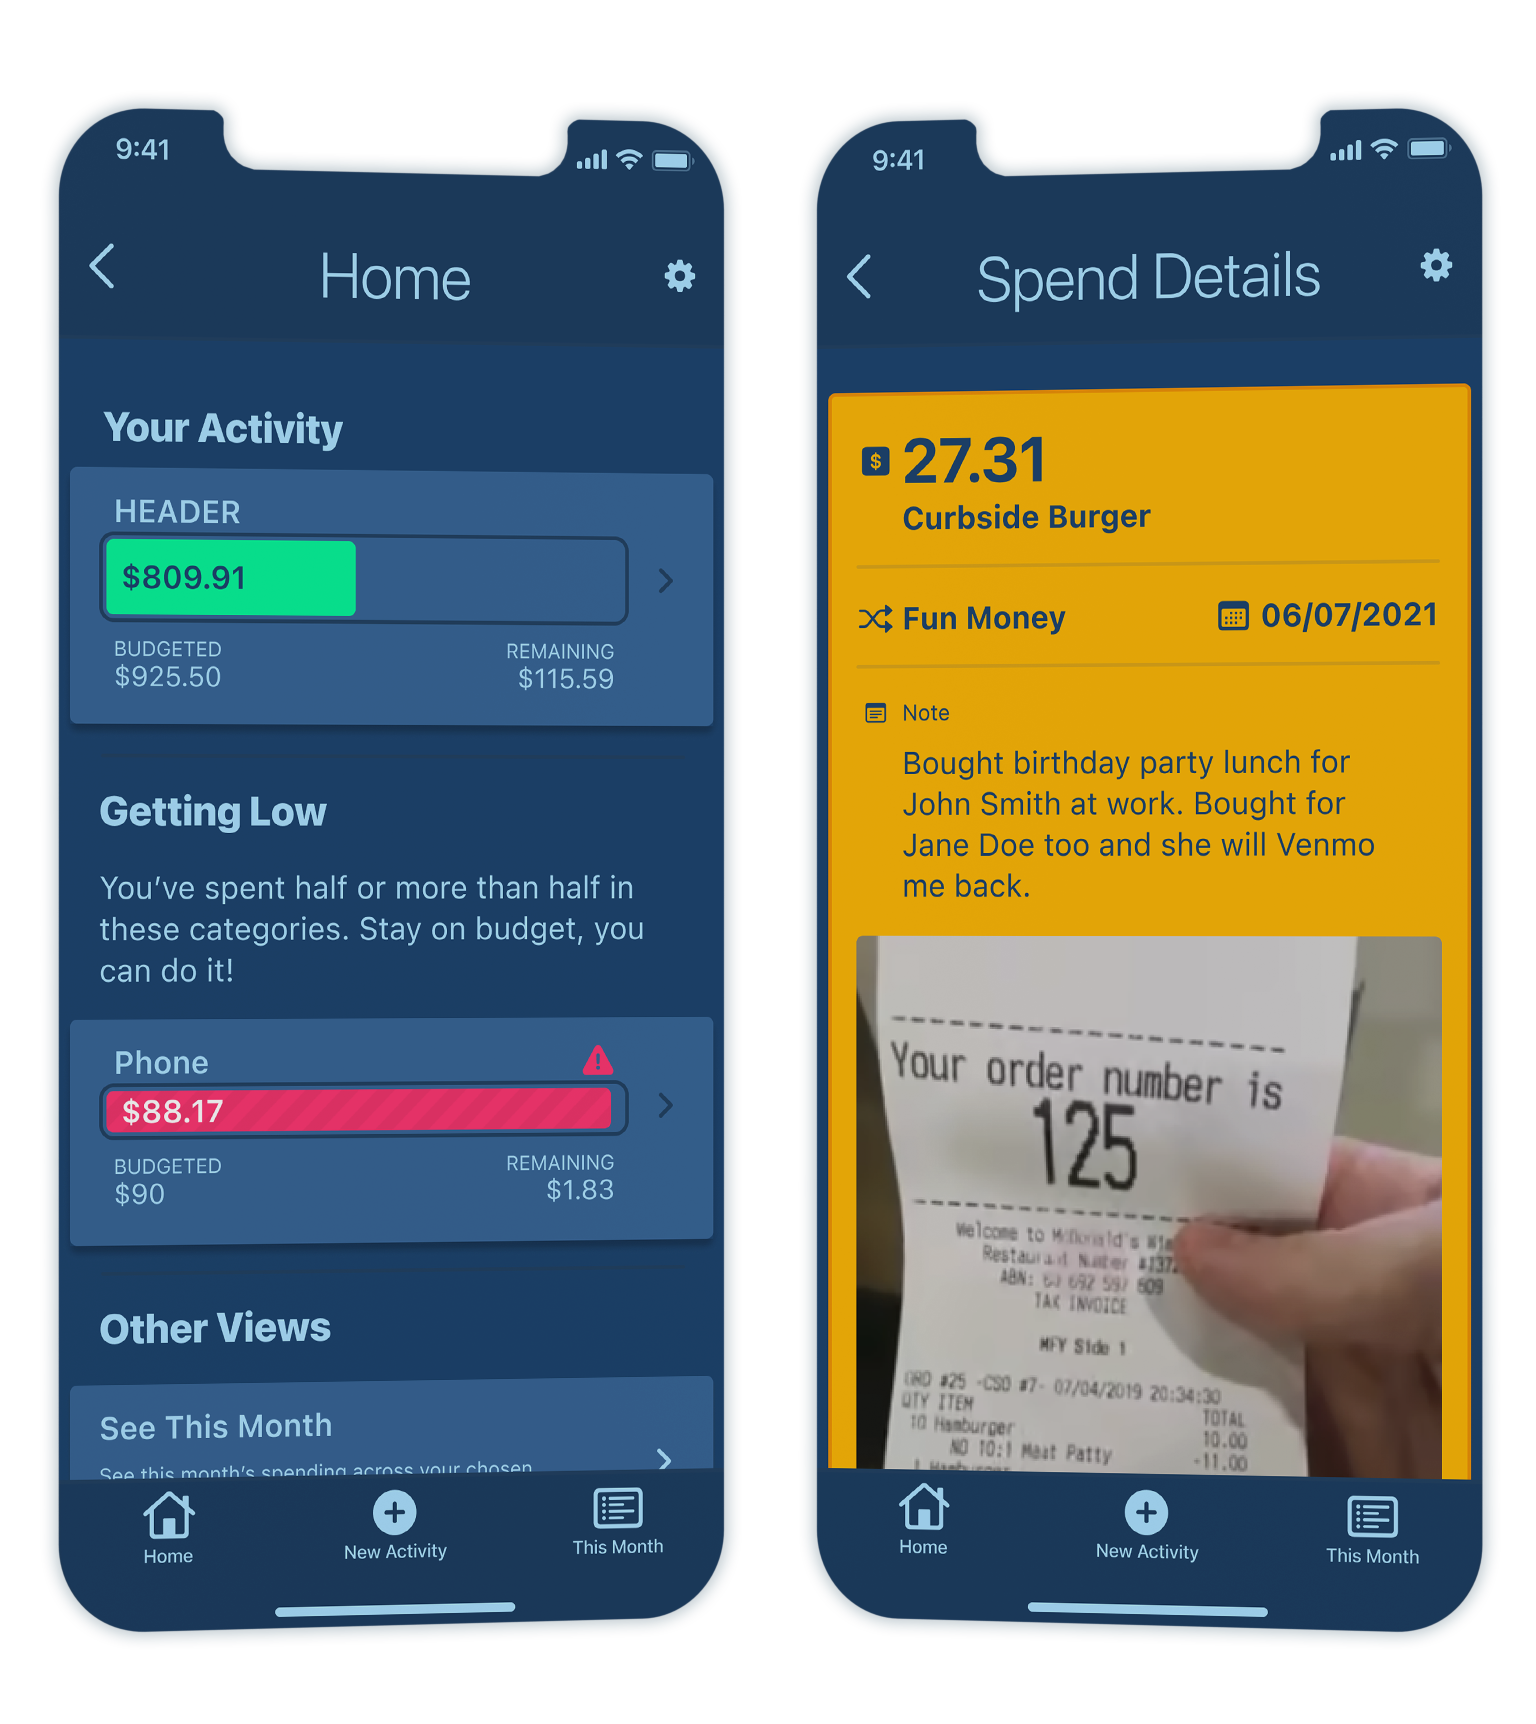 9:41
Home
Your Activity
HEADER
$809.91
BUDGETED
REMAINING
$925.50
$115.59
Getting Low
You've spent half or more than half in
these categories. Stay on budget, you
can do it!
Phone
$88.17
BUDGETED
REMAINING
$90
$1.83
Other Views
See This Month
See this month's spending across your chosen
Home
New Activity
This Month
9:41
Spend Details
$ 27.31
Curbside Burger
Fun Money
06/07/2021
Note
Bought birthday party lunch for
John Smith at work. Bought for
Jane Doe too and she will Venmo
me back.
Your order number is
125
Welcome to McDonald's
Restaurant Number
ABN: 692 597 609
TAX INVOICE
MFY Side 1
ORD #25 -CSO #7- 07/04/2019 20:34:30
QTY ITEM TOTAL
10 Hamburger 10.00
NO 10:1 Meat Patty -11.00
1 Hamburger
Home
New Activity
This Month